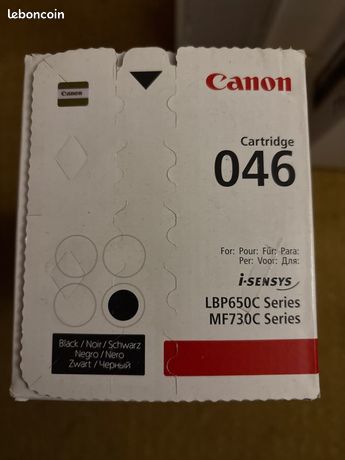 leboncoin
Canon
Canon
Cartridge
046
For: Pour: Für: Para:
Per: Voor: Для:
i-SENSYS
LBP650C Series
MF730C Series
Black / Noir / Schwarz
Negro / Nero
Zwart / Черный